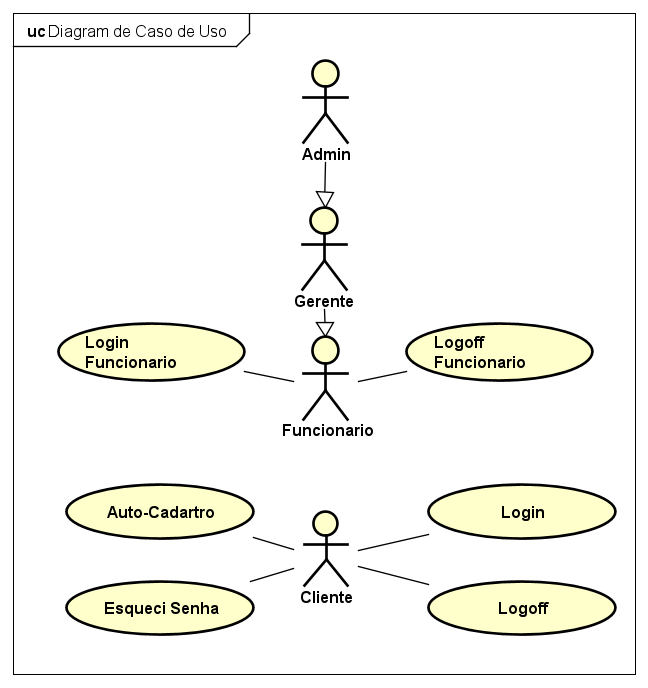 uc Diagram de Caso de Uso
Admin
Gerente
Login
Funcionario
Logoff
Funcionario
Funcionario
Auto-Cadartro
Login
Esqueci Senha
Cliente
Logoff